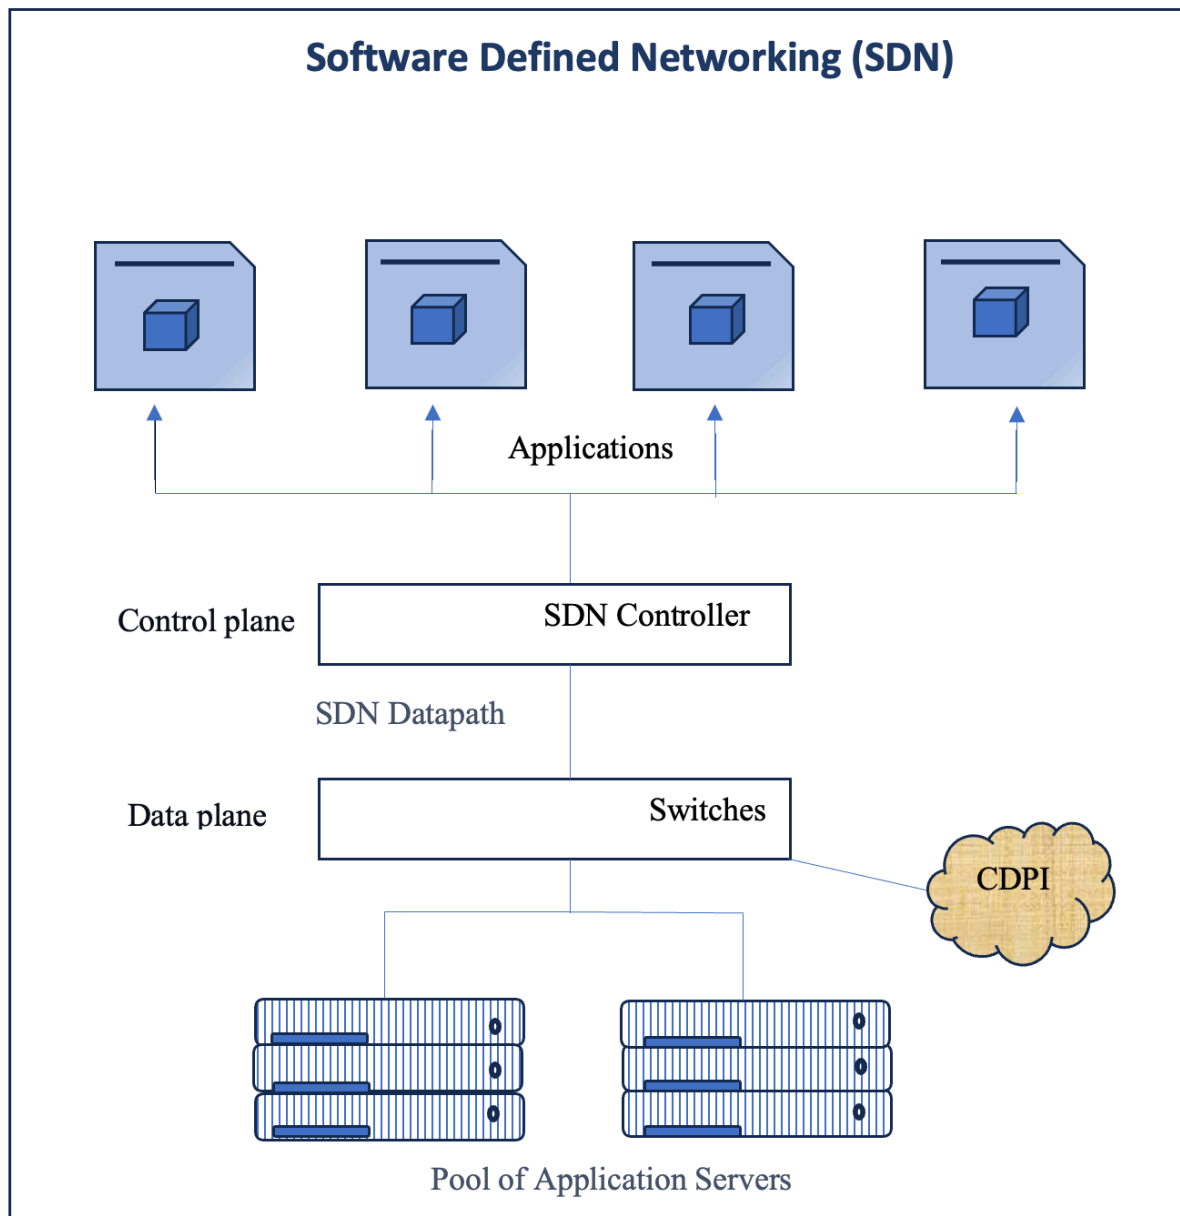 Software Defined Networking (SDN)
Applications
Control plane
SDN Controller
SDN Datapath
Data plane
Switches
CDPI
Pool of Application Servers